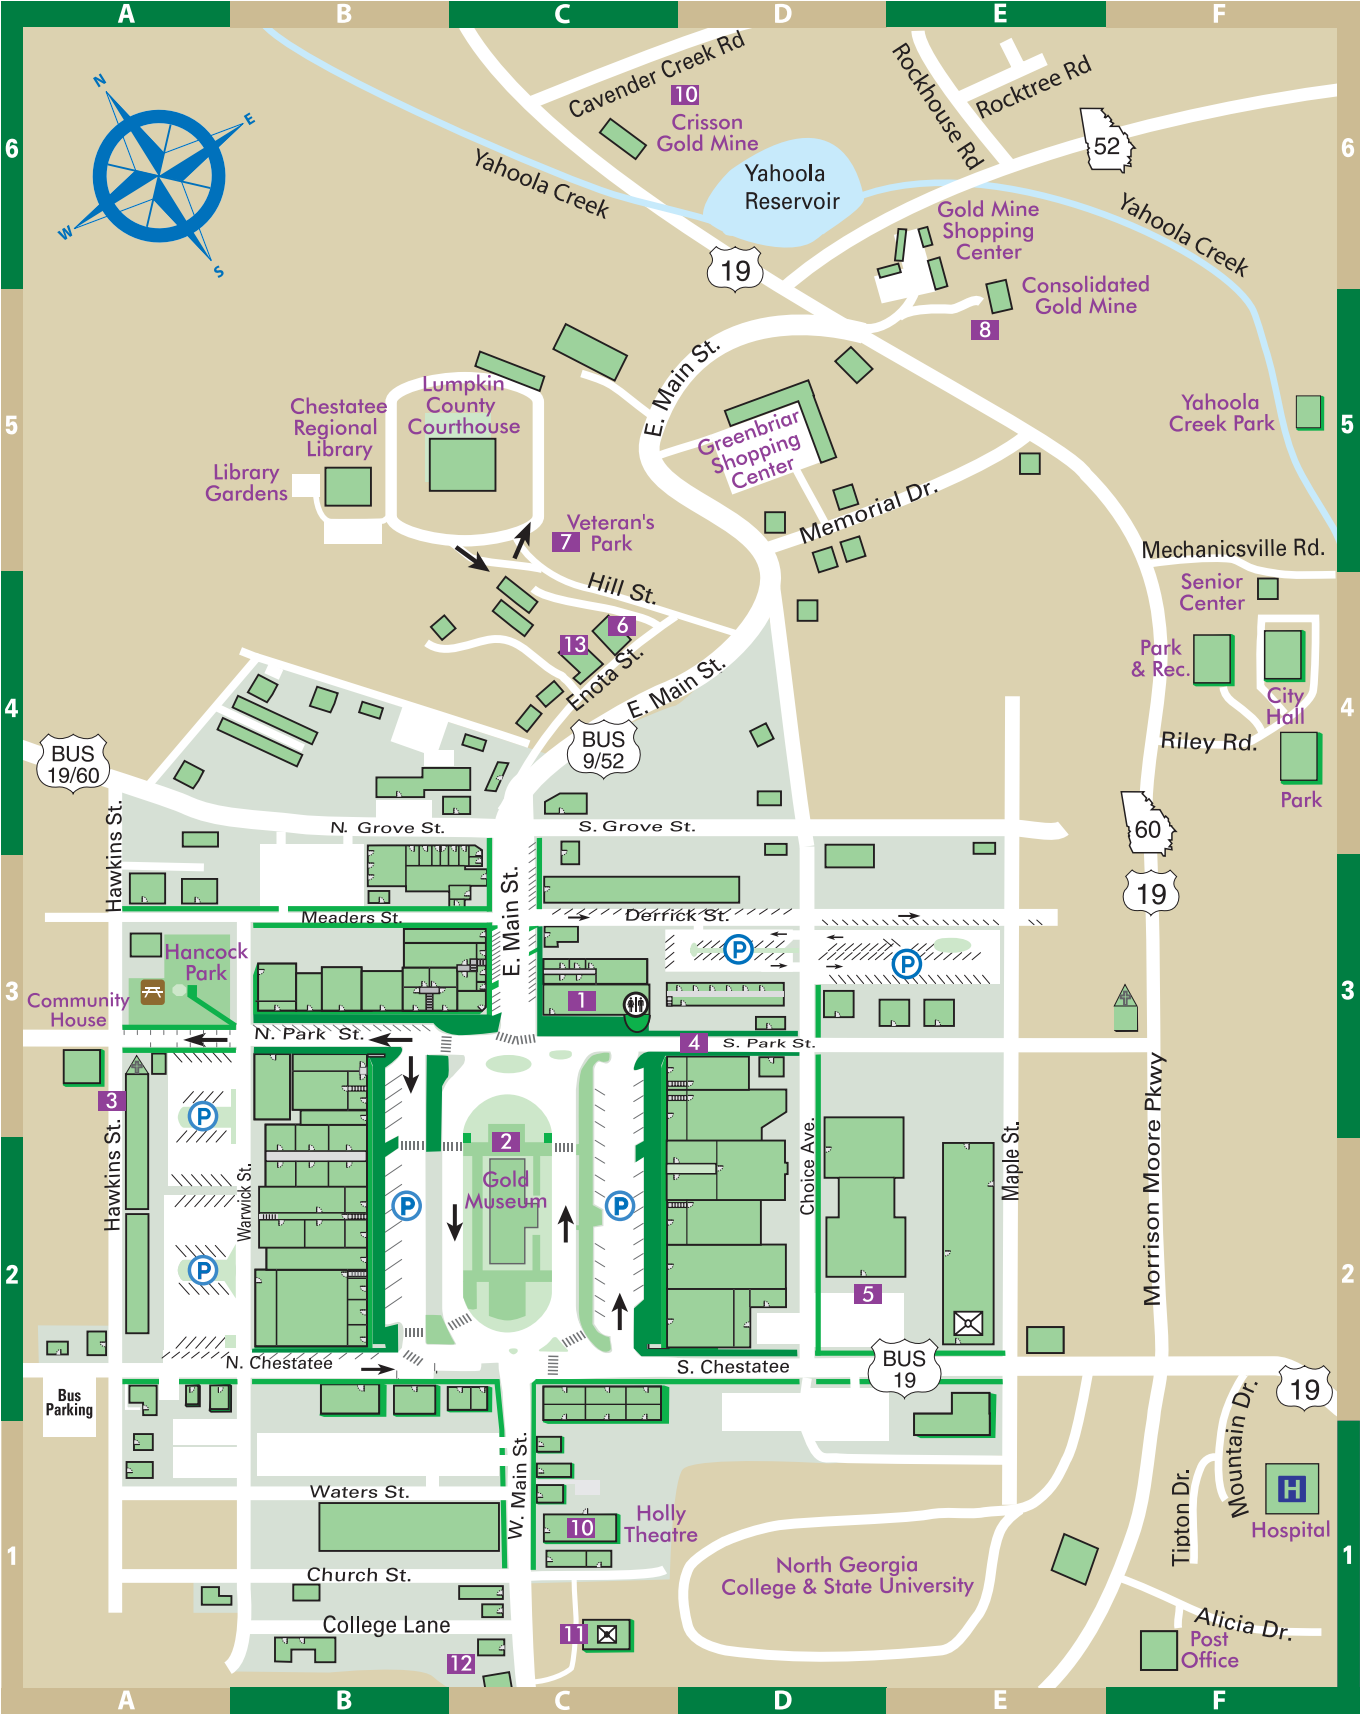 A B C D E F
6
N
E
W
S
Cavender Creek Rd
10
Crisson
Gold Mine
Rockhouse Rd
Rocktree Rd
52
6
Yahoola Creek
Yahoola
Reservoir
Yahoola Creek
Gold Mine
Shopping
Center
19
Consolidated
Gold Mine
8
E. Main St.
Lumpkin
County
Courthouse
Chestatee
Regional
Library
Library
Gardens
5
Greenbriar
Shopping
Center
Yahoola
Creek Park
5
Memorial Dr.
7
Veteran's
Park
Mechanicsville Rd.
Hill St.
Senior
Center
6
13
Enota St.
E. Main St.
Park
& Rec.
City
Hall
4
4
BUS
19/60
BUS
9/52
Riley Rd.
Park
Hawkins St.
N. Grove St.
S. Grove St.
60
19
E. Main St.
Meaders St.
Derrick St.
Hancock
Park
P
P
3
Community
House
1
3
N. Park St.
4
S. Park St.
3
P
Hawkins St.
Warwick St.
2
Gold
Museum
P
P
Choice Ave.
Maple St.
Morrison Moore Pkwy
2
P
5
2
N. Chestatee
S. Chestatee
BUS
19
19
Bus
Parking
W. Main St.
Waters St.
10
Holly
Theatre
Mountain Dr.
Tipton Dr.
H
Hospital
1
North Georgia
College & State University
1
Church St.
College Lane
11
12
Alicia Dr.
Post
Office
A B C D E F